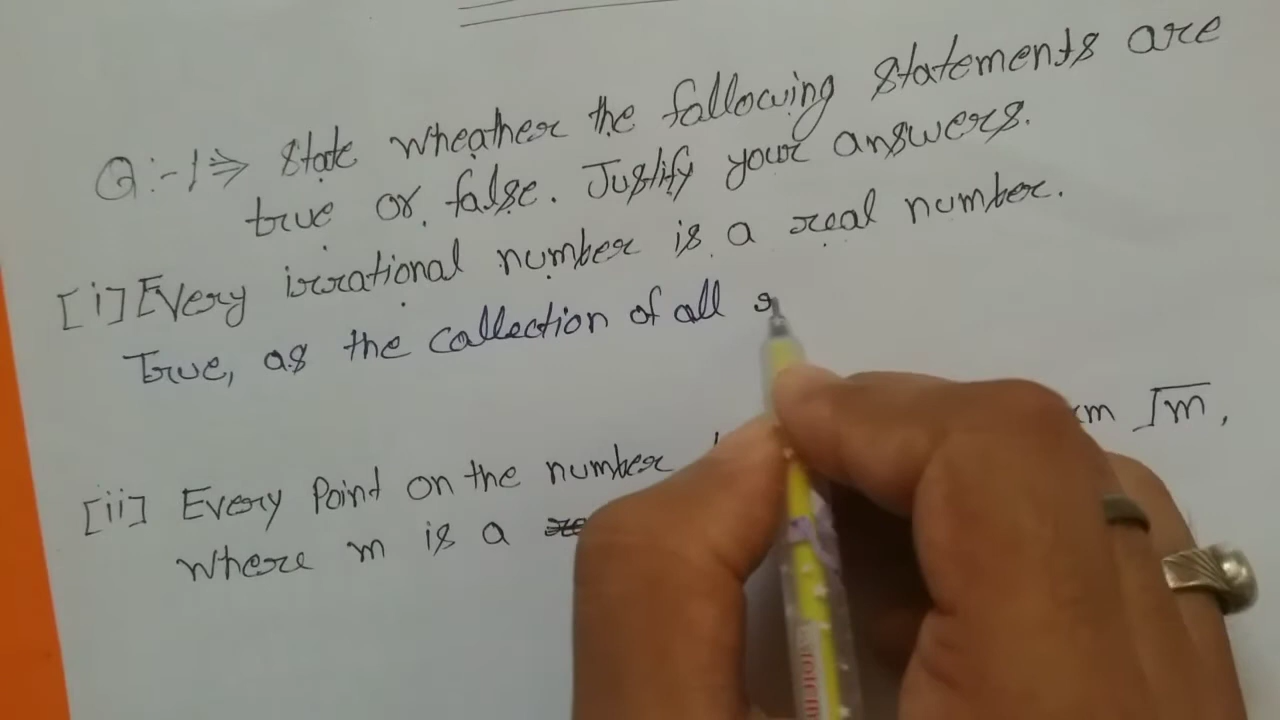 Q:-1⇒ State wheather the following statements are
true or false. Justify your answers.
[i] Every irrational number is a real number.
True, as the collection of all
[ii] Every Point on the number √m,
where m is a